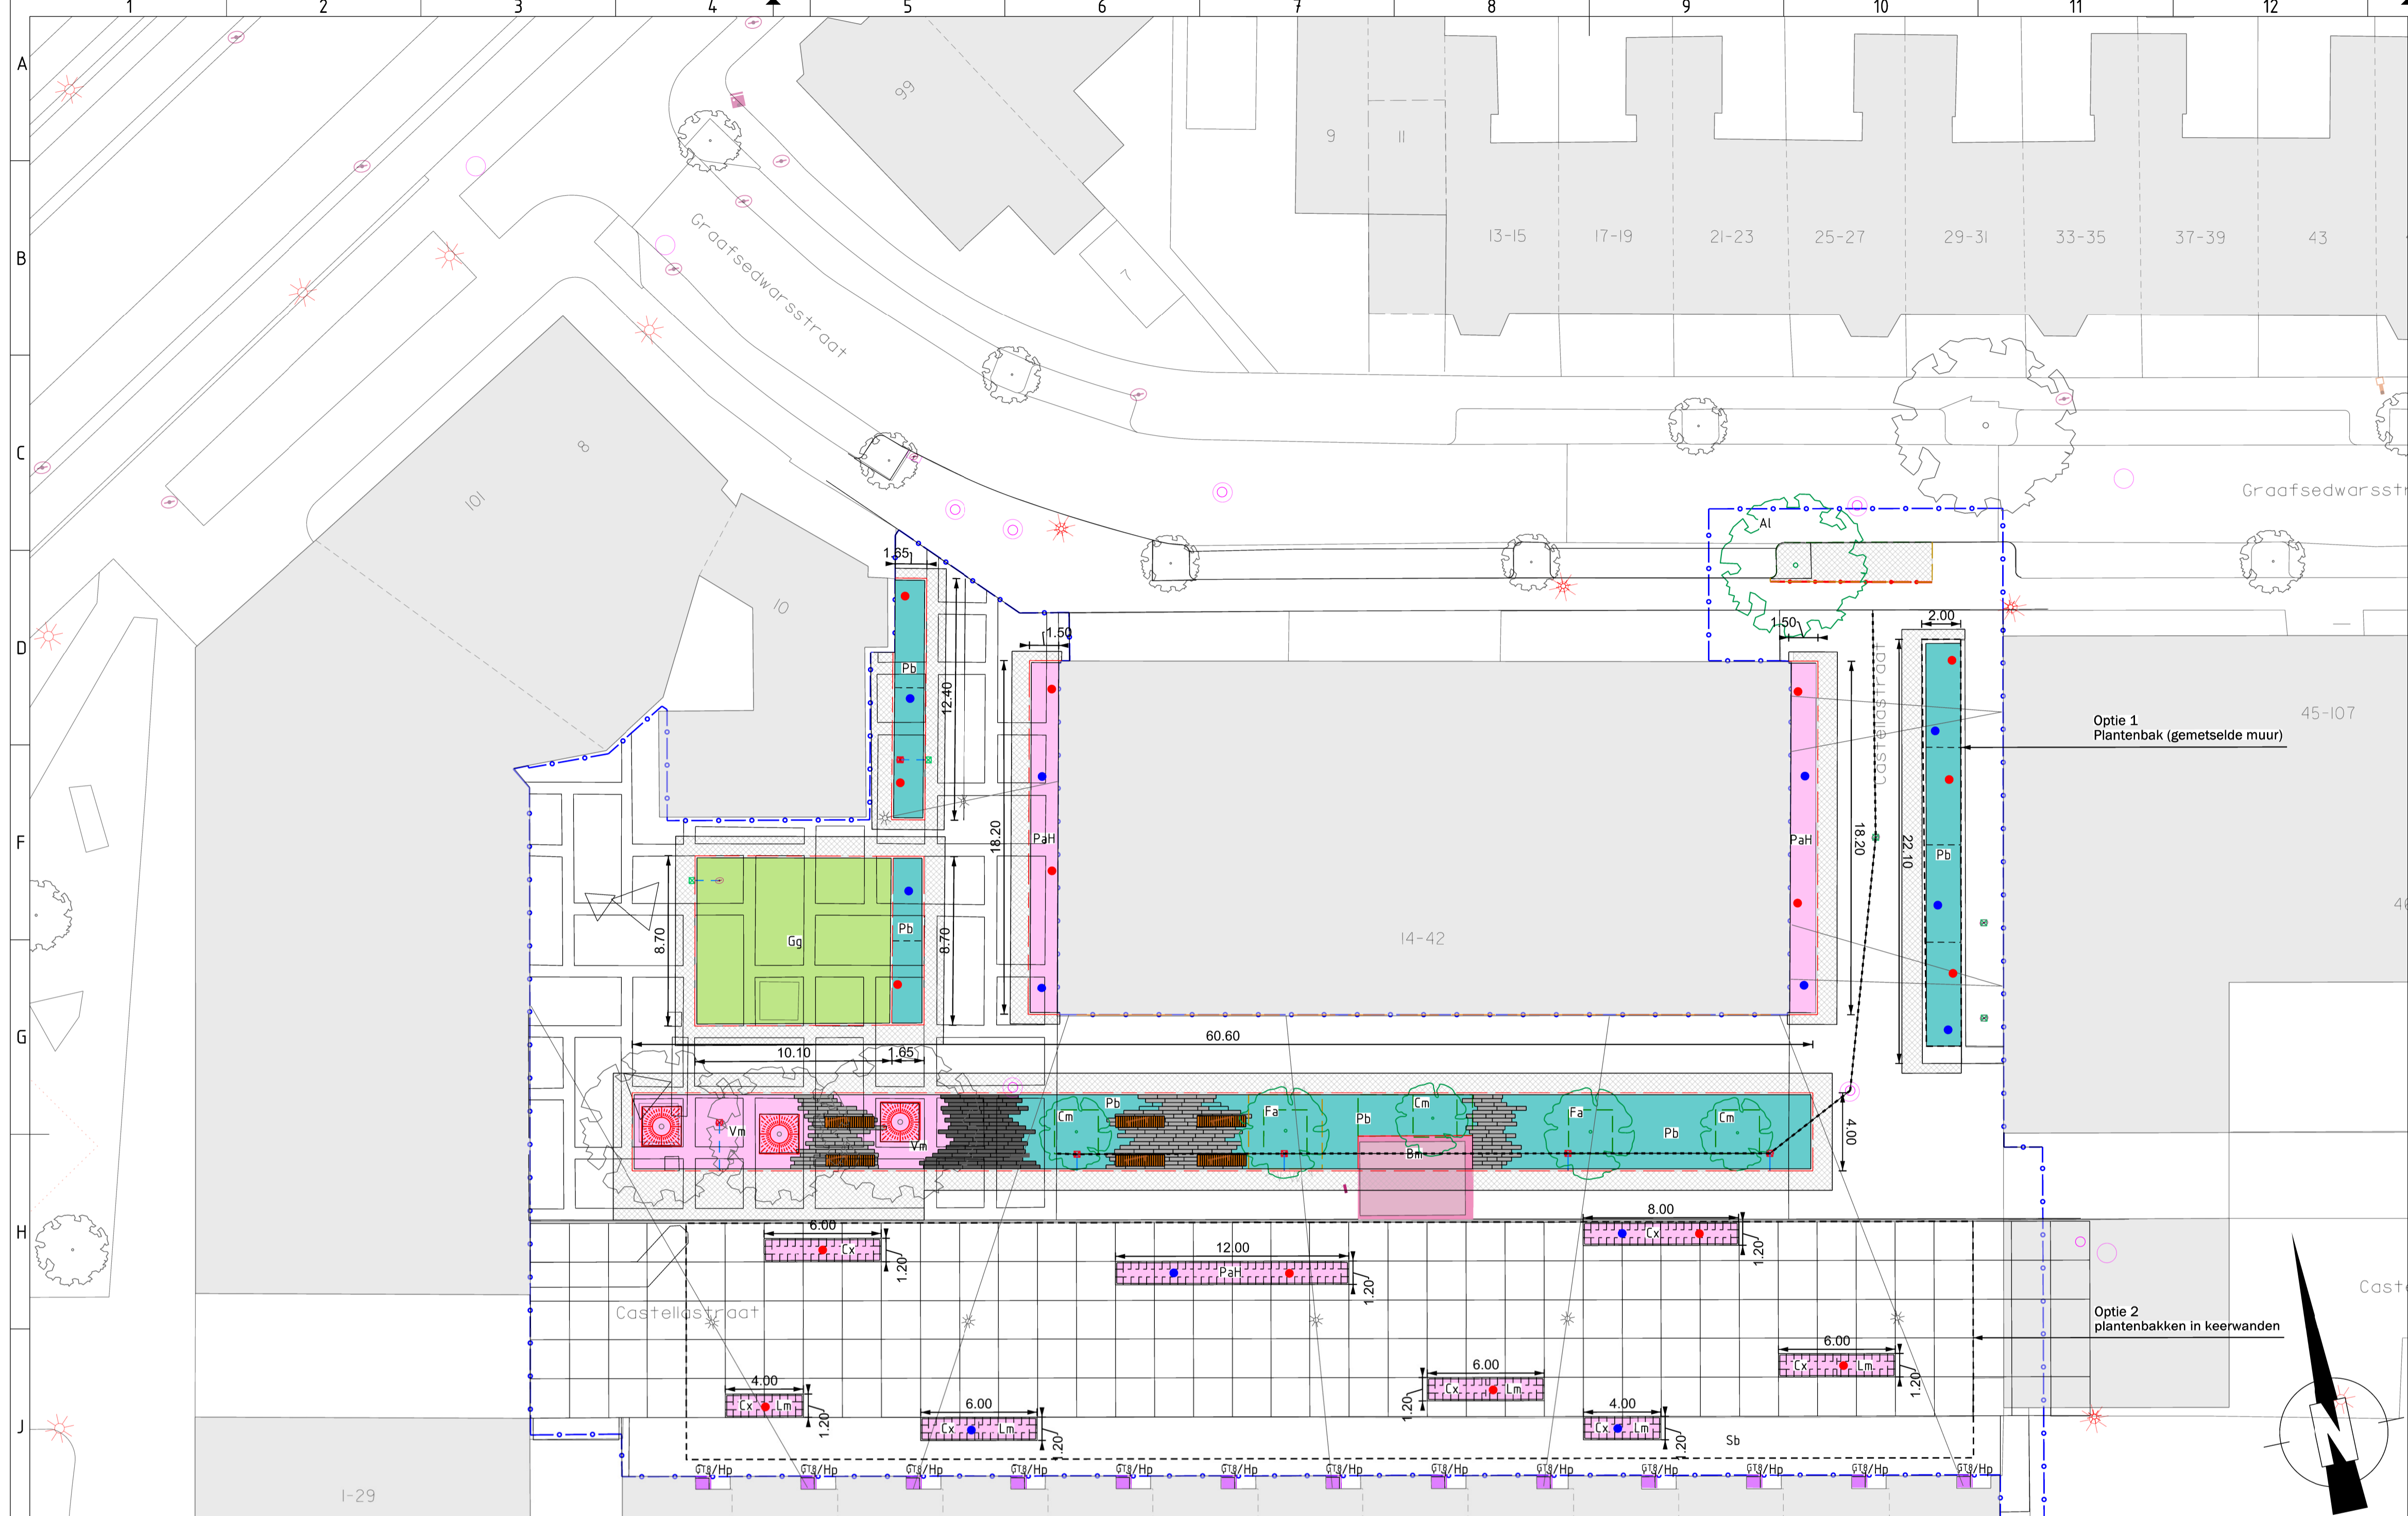 1 2 3 4 5 6 7 8 9 10 11 12
A
99
9 11
B
Graafsedwarsstraat
7
13-15 17-19 21-23 25-27 29-31 33-35 37-39 43
C
8
101
Graafsedwarsstr
Al
1.65
10
D
Pb
12.40
1.50
1.50
2.00
Castellastraat
45-107
Optie 1
Plantenbak (gemetselde muur)
F
18.20
PaH
PaH
18.20
22.10
Pb
46
8.70
Gg
Pb
8.70
14-42
G
60.60
10.10
1.65
Vm
Vm
Cm
Pb
Fa
Pb
Cm
Bm
Fa
Pb
Cm
4.00
H
6.00
Cx
1.20
12.00
PaH
1.20
8.00
Cx
1.20
Castellastraat
Cast
Optie 2
plantenbakken in keerwanden
6.00
Cx Lm
1.20
6.00
Cx Lm
1.20
4.00
Cx Lm
1.20
J
6.00
Cx Lm
1.20
4.00
Cx Lm
1.20
Sb
GT8/Hp GT8/Hp GT8/Hp GT8/Hp GT8/Hp GT8/Hp GT8/Hp GT8/Hp GT8/Hp GT8/Hp GT8/Hp GT8/Hp GT8/Hp
1-29
N